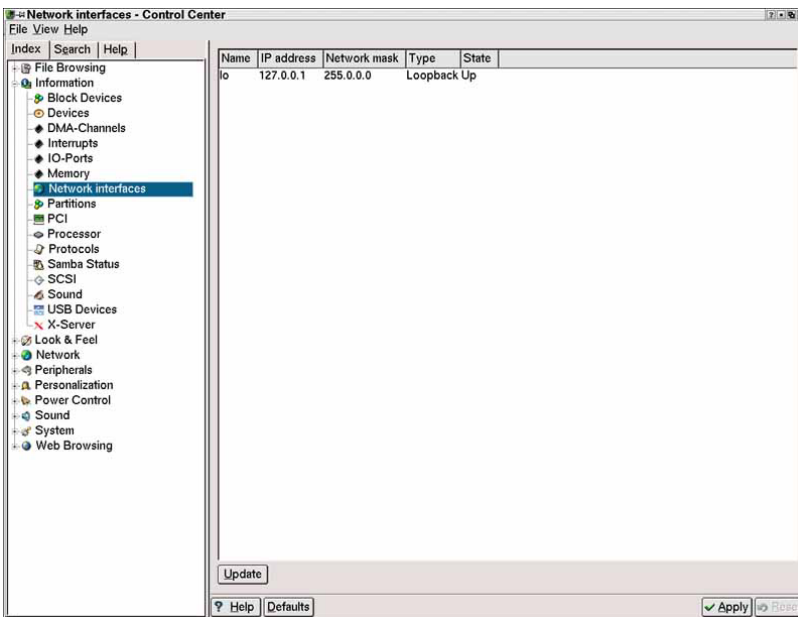 Network interfaces - Control Center
File View Help
Index Search Help
File Browsing
Information
Block Devices
Devices
DMA-Channels
Interrupts
IO-Ports
Memory
Network interfaces
Partitions
PCI
Processor
Protocols
Samba Status
SCSI
Sound
USB Devices
X-Server
Look & Feel
Network
Peripherals
Personalization
Power Control
Sound
System
Web Browsing
Name IP address Network mask Type State
lo 127.0.0.1 255.0.0.0 Loopback Up
Update
? Help Defaults Apply Rese